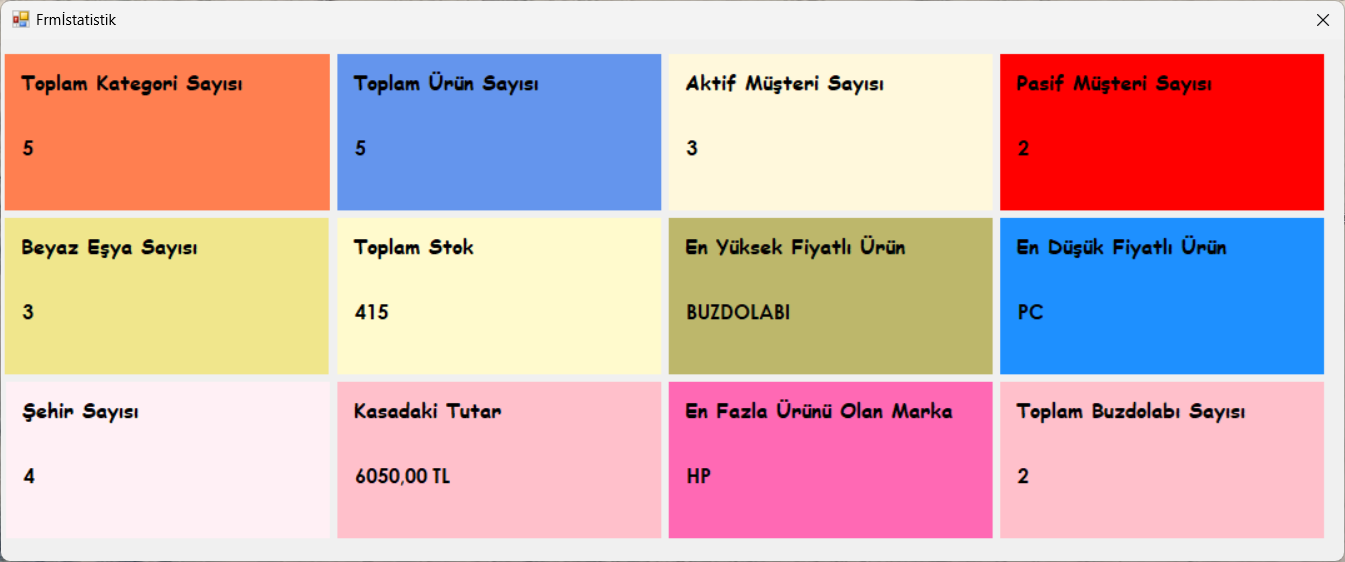 Frmİstatistik
Toplam Kategori Sayısı
5
Toplam Ürün Sayısı
5
Aktif Müşteri Sayısı
3
Pasif Müşteri Sayısı
2
Beyaz Eşya Sayısı
3
Toplam Stok
415
En Yüksek Fiyatlı Ürün
BUZDOLABI
En Düşük Fiyatlı Ürün
PC
Şehir Sayısı
4
Kasadaki Tutar
6050,00 TL
En Fazla Ürünü Olan Marka
HP
Toplam Buzdolabı Sayısı
2